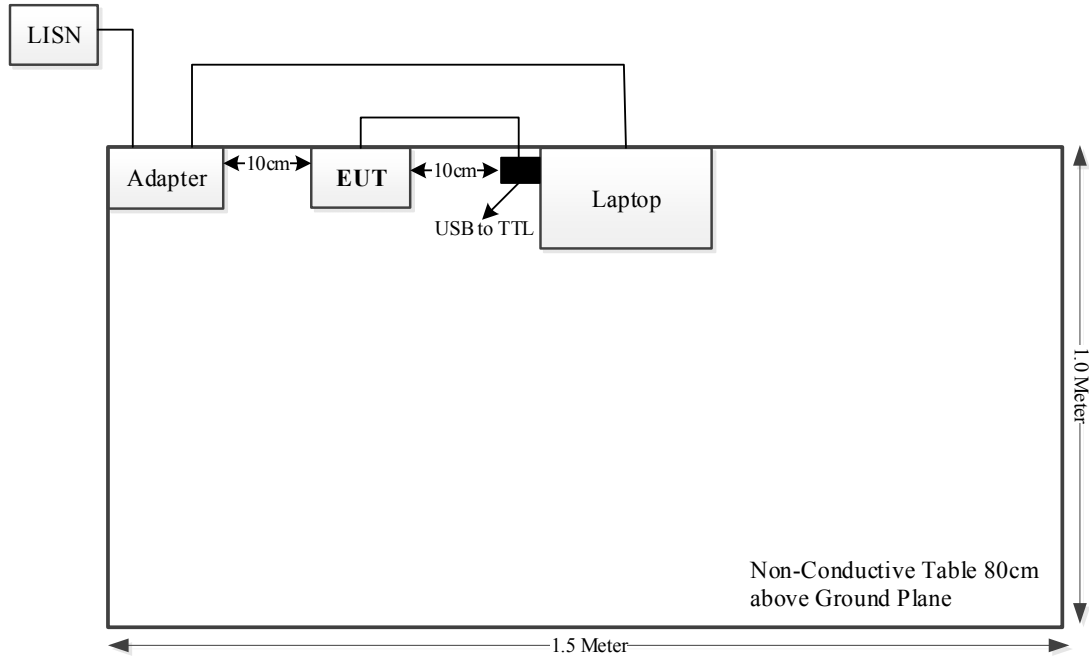 LISN
Adapter
10cm
EUT
10cm
Laptop
USB to TTL
1.0 Meter
Non-Conductive Table 80cm
above Ground Plane
1.5 Meter